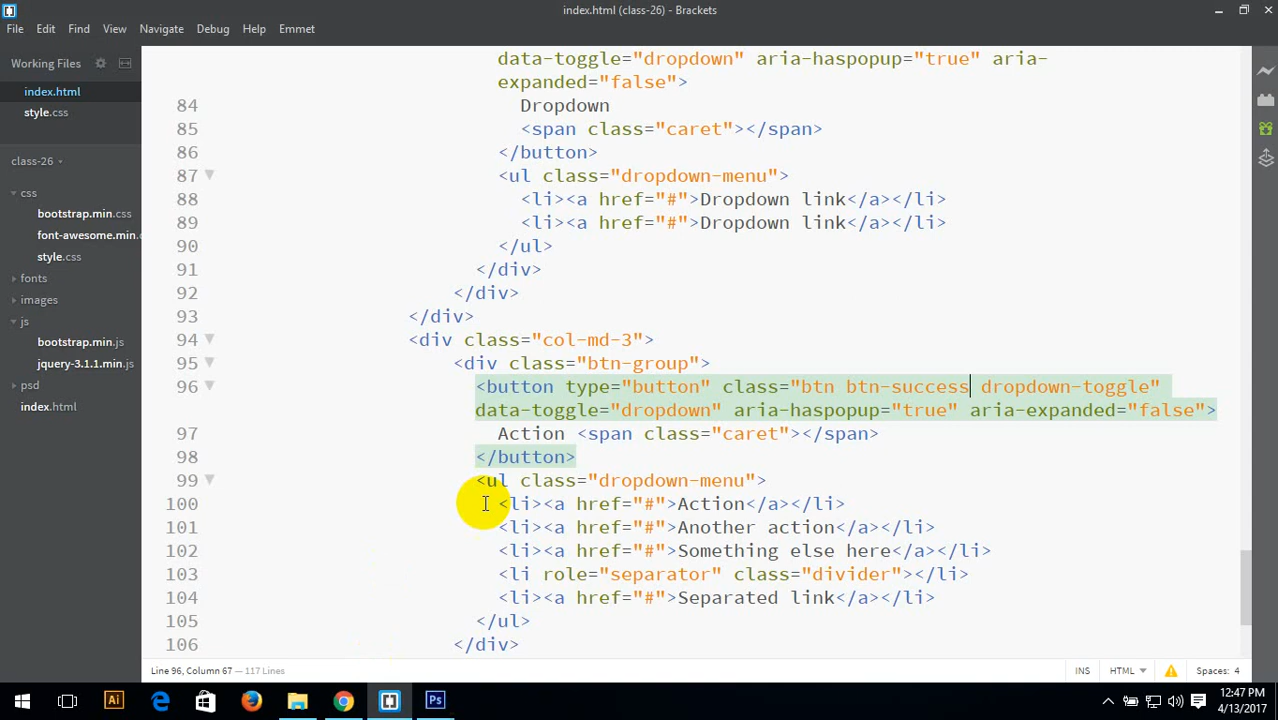 index.html (class-26) - Brackets
File Edit Find View Navigate Debug Help Emmet
Working Files
index.html
style.css
class-26
css
bootstrap.min.css
font-awesome.min.c
style.css
fonts
images
js
bootstrap.min.js
jquery-3.1.1.min.js
psd
index.html
data-toggle="dropdown" aria-haspopup="true" aria-
expanded="false">
84 Dropdown
85 <span class="caret"></span>
86 </button>
87 <ul class="dropdown-menu">
88 <li><a href="#">Dropdown link</a></li>
89 <li><a href="#">Dropdown link</a></li>
90 </ul>
91 </div>
92 </div>
93 </div>
94 <div class="col-md-3">
95 <div class="btn-group">
96 <button type="button" class="btn btn-success dropdown-toggle"
data-toggle="dropdown" aria-haspopup="true" aria-expanded="false">
97 Action <span class="caret"></span>
98 </button>
99 <ul class="dropdown-menu">
100 <li><a href="#">Action</a></li>
101 <li><a href="#">Another action</a></li>
102 <li><a href="#">Something else here</a></li>
103 <li role="separator" class="divider"></li>
104 <li><a href="#">Separated link</a></li>
105 </ul>
106 </div>
Line 96, Column 67 — 117 Lines
INS HTML Spaces: 4
Ai Ps
12:47 PM
4/13/2017